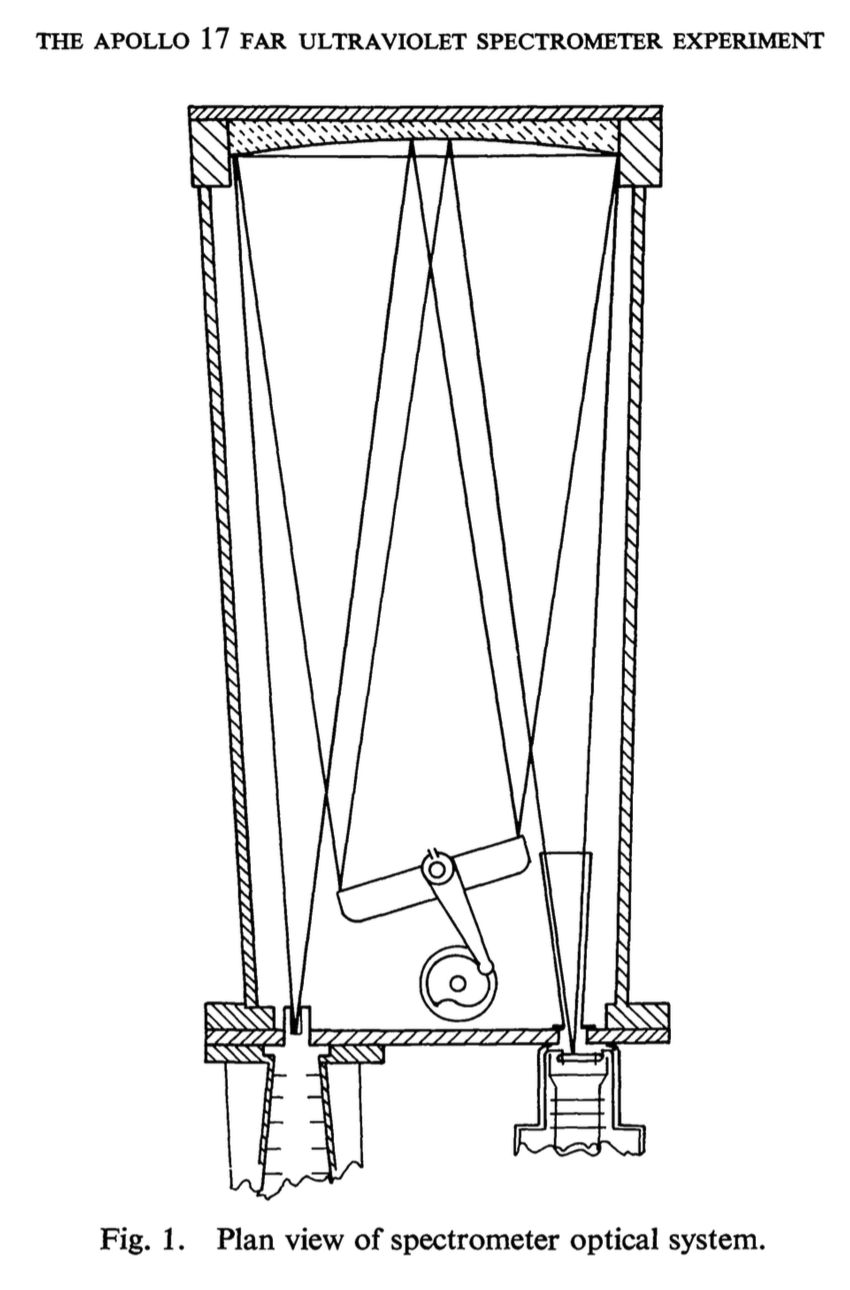 THE APOLLO 17 FAR ULTRAVIOLET SPECTROMETER EXPERIMENT
Fig. 1. Plan view of spectrometer optical system.